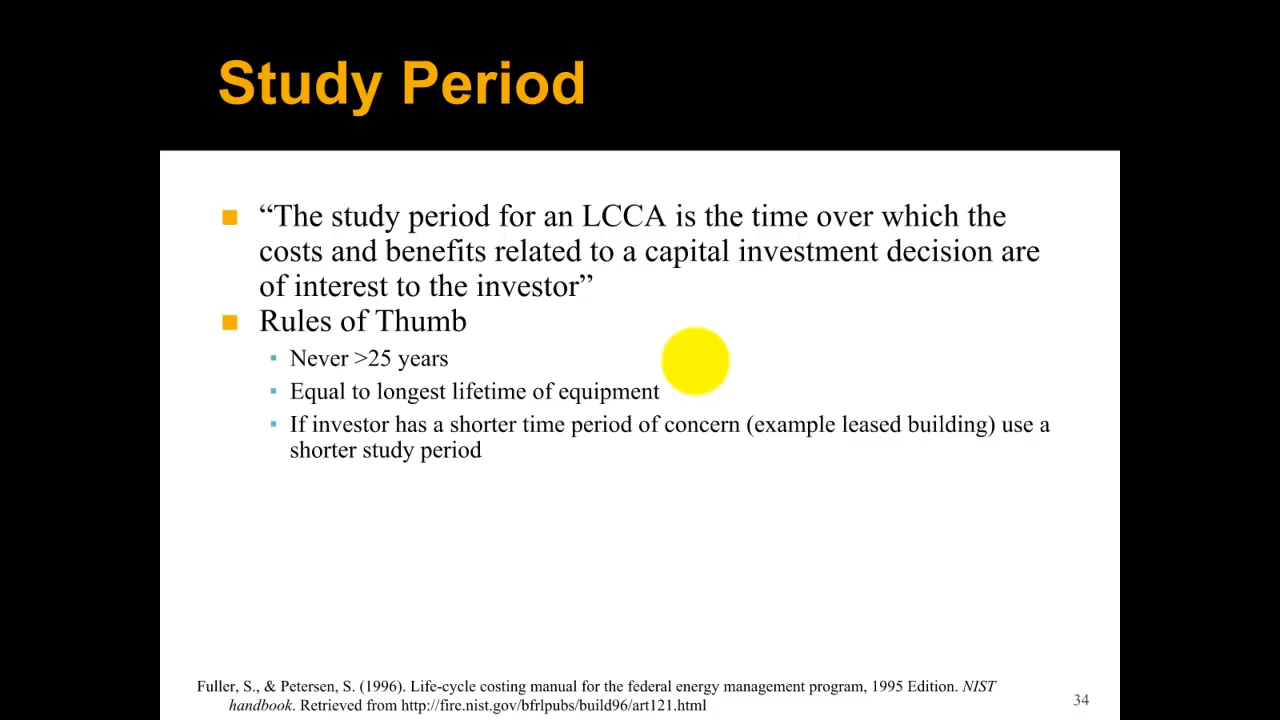 Study Period
“The study period for an LCCA is the time over which the
costs and benefits related to a capital investment decision are
of interest to the investor”
Rules of Thumb
Never >25 years
Equal to longest lifetime of equipment
If investor has a shorter time period of concern (example leased building) use a
shorter study period
Fuller, S., & Petersen, S. (1996). Life-cycle costing manual for the federal energy management program, 1995 Edition. NIST
handbook. Retrieved from http://fire.nist.gov/bfrlpubs/build96/art121.html
34